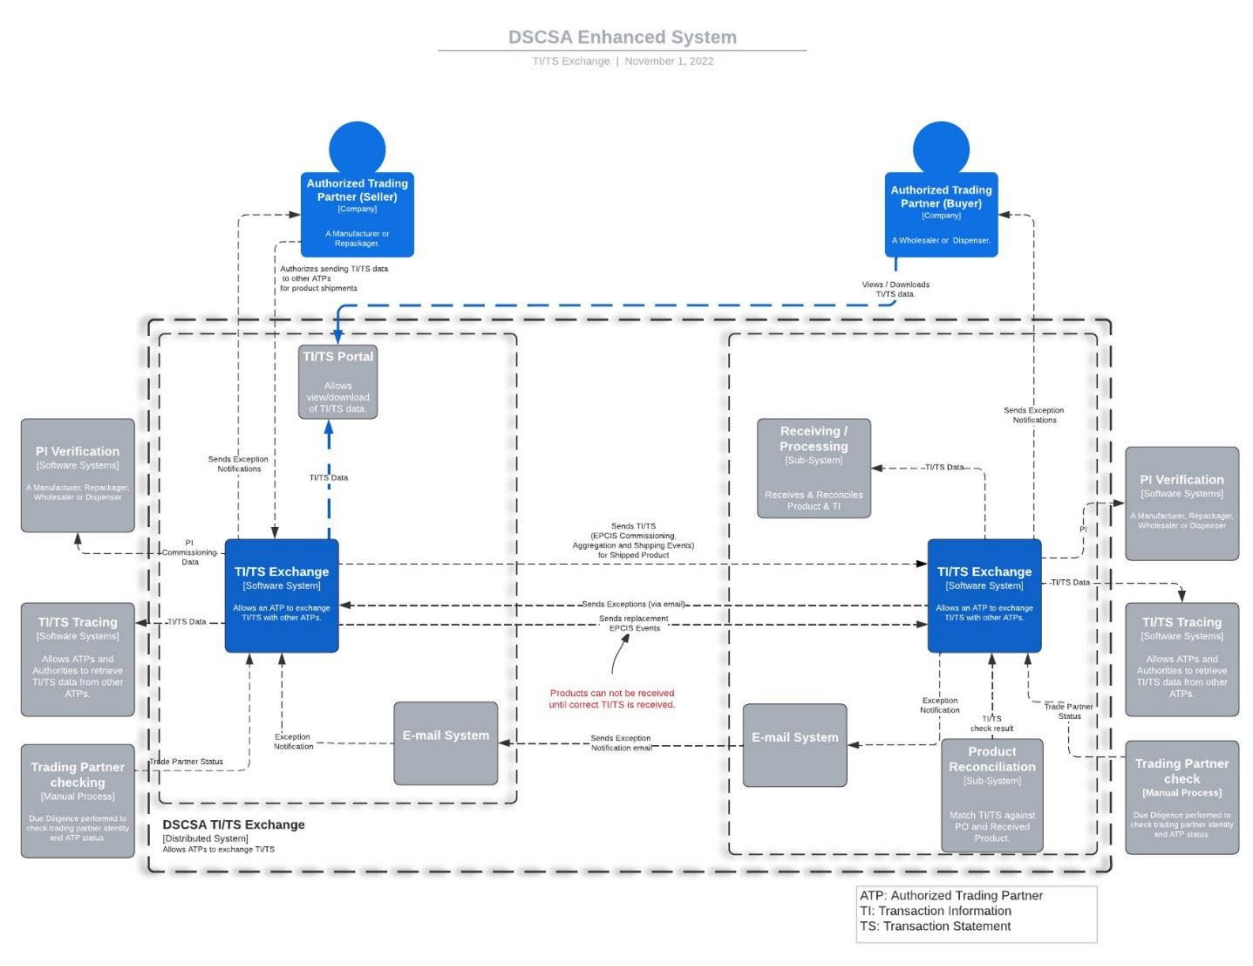 DSCSA Enhanced System
TI/TS Exchange | November 1, 2022
Authorized Trading
Partner (Seller)
[Company]
A Manufacturer or
Repackager.
Authorized Trading
Partner (Buyer)
[Company]
A Wholesaler or Dispenser.
Authorizes sending TI/TS data
to other ATPs
for product shipments
Views / Downloads
TI/TS data.
TI/TS Portal
Allows
view/download
of TI/TS data.
Sends Exception
Notifications
TI/TS Data
PI Verification
[Software Systems]
A Manufacturer, Repackager,
Wholesaler or Dispenser
PI
Commissioning
Data
TI/TS Exchange
[Software System]
Allows an ATP to exchange
TI/TS with other ATPs.
TI/TS Tracing
[Software Systems]
Allows ATPs and
Authorities to retrieve
TI/TS data from other
ATPs.
TI/TS Data
Trading Partner
checking
[Manual Process]
Due Diligence performed to
check trading partner identity
and ATP status.
Trade Partner Status
Exception
Notification
E-mail System
Sends TI/TS
(EPCIS Commissioning,
Aggregation and Shipping Events)
for Shipped Product
Sends Exceptions (via email)
Sends replacement
EPCIS Events
Products can not be received
until correct TI/TS is received.
Sends Exception
Notification email
Receiving /
Processing
[Sub-System]
Receives & Reconciles
Product & TI
TI/TS Data
Sends Exception
Notifications
TI/TS Exchange
[Software System]
Allows an ATP to exchange
TI/TS with other ATPs.
PI
PI Verification
[Software Systems]
A Manufacturer, Repackager,
Wholesaler or Dispenser
TI/TS Data
TI/TS Tracing
[Software Systems]
Allows ATPs and
Authorities to retrieve
TI/TS data from other
ATPs.
E-mail System
Exception
Notification
TI/TS
check result
Trade Partner
Status
Product
Reconciliation
[Sub-System]
Match TI/TS against
PO and Received
Product.
Trading Partner
check
[Manual Process]
Due Diligence performed to
check trading partner identity
and ATP status.
DSCSA TI/TS Exchange
[Distributed System]
Allows ATPs to exchange TI/TS
ATP: Authorized Trading Partner
TI: Transaction Information
TS: Transaction Statement